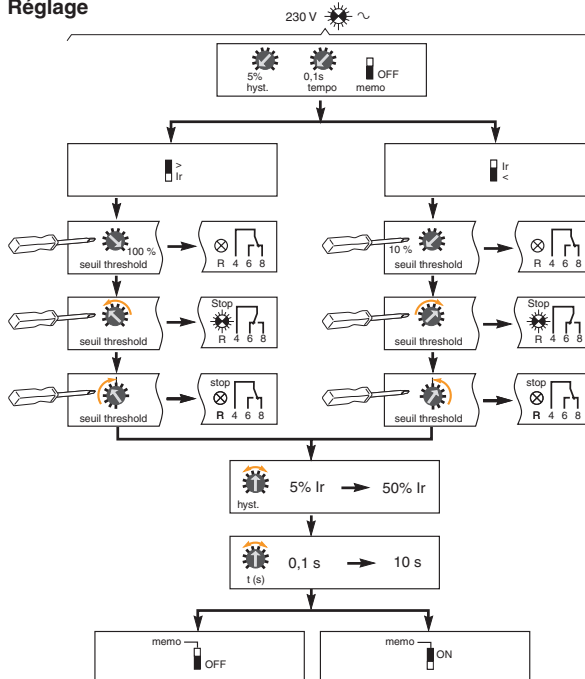 Réglage
230 V
5% 0,1s OFF
hyst. tempo memo
>
Ir
Ir
<
100 %
seuil threshold
R 4 6 8
10 %
seuil threshold
R 4 6 8
seuil threshold
Stop
R 4 6 8
seuil threshold
Stop
R 4 6 8
seuil threshold
stop
R 4 6 8
seuil threshold
stop
R 4 6 8
hyst.
5% Ir 50% Ir
t (s)
0,1 s 10 s
memo
OFF
memo
ON